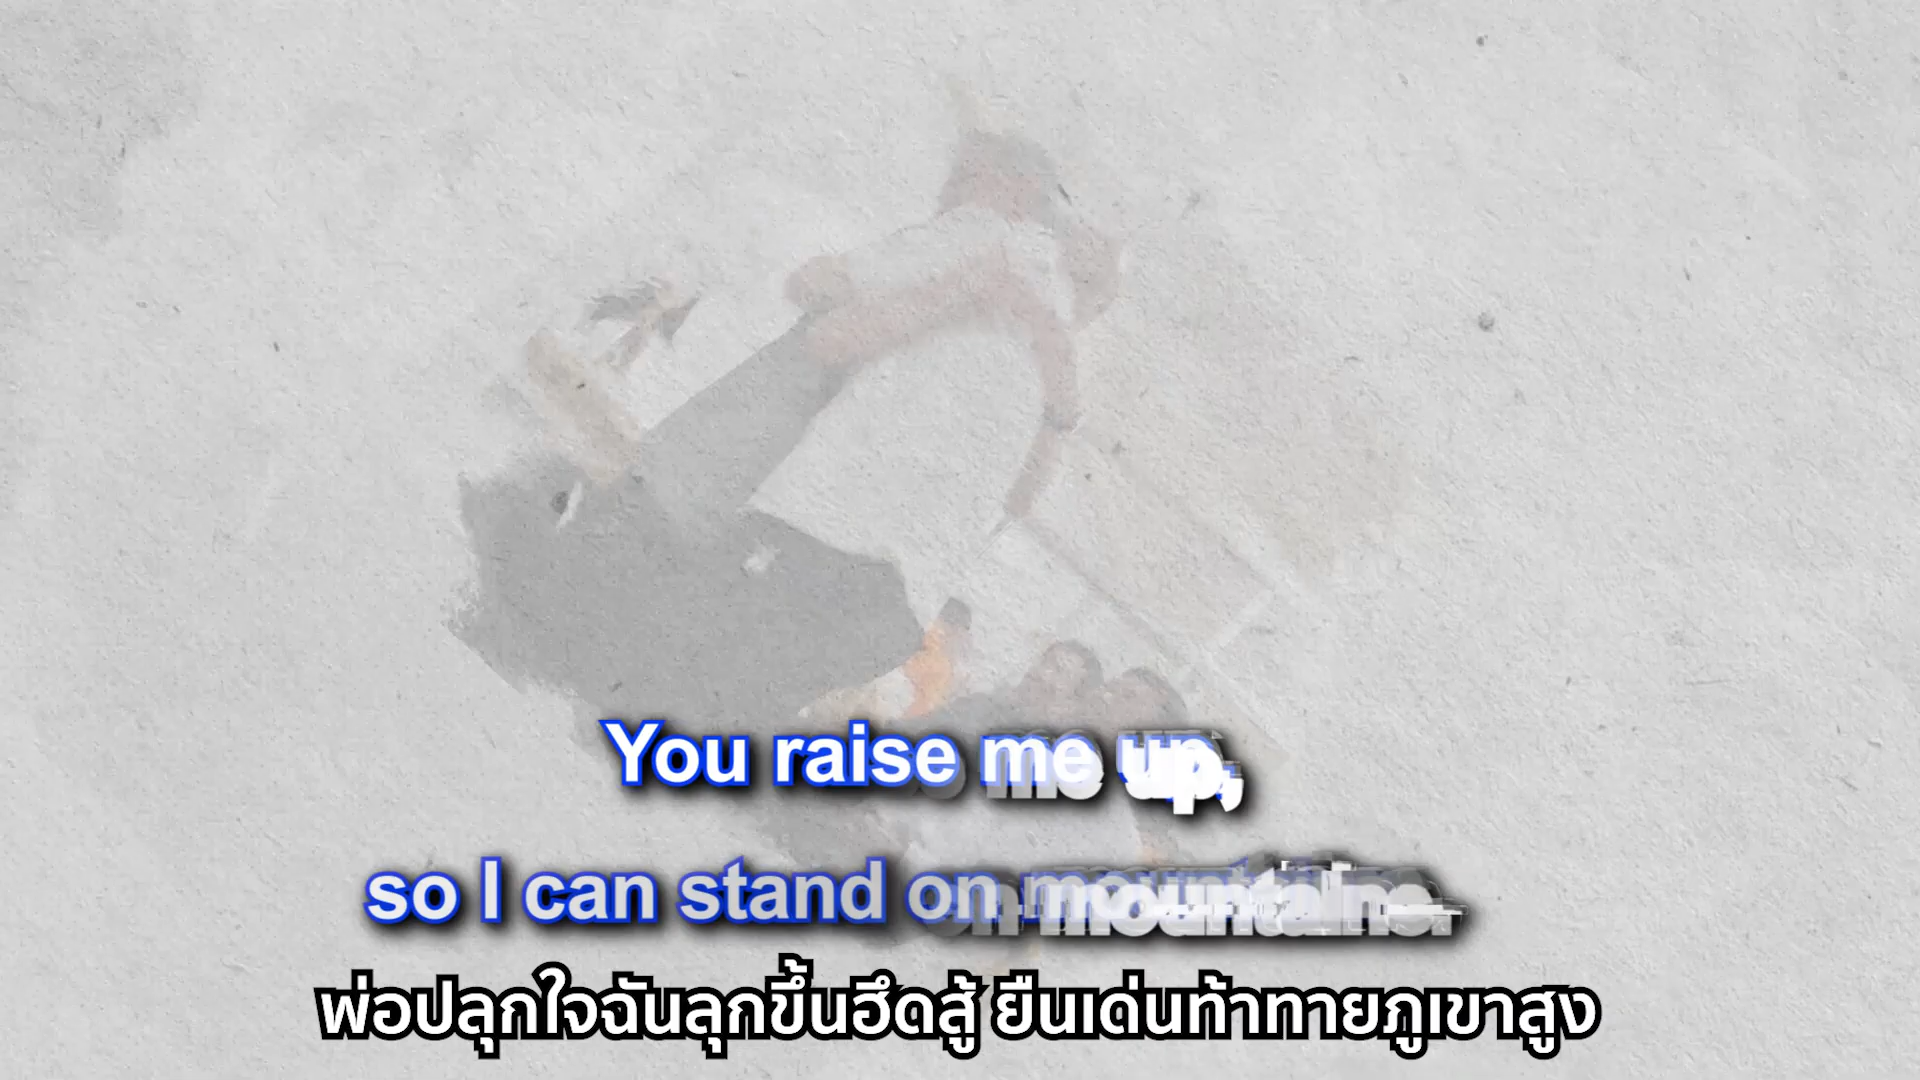 You raise me up,
so I can stand on mountains.
พ่อปลุกใจฉันลุกขึ้นฮึดสู้ ยืนเด่นท้าทายภูเขาสูง